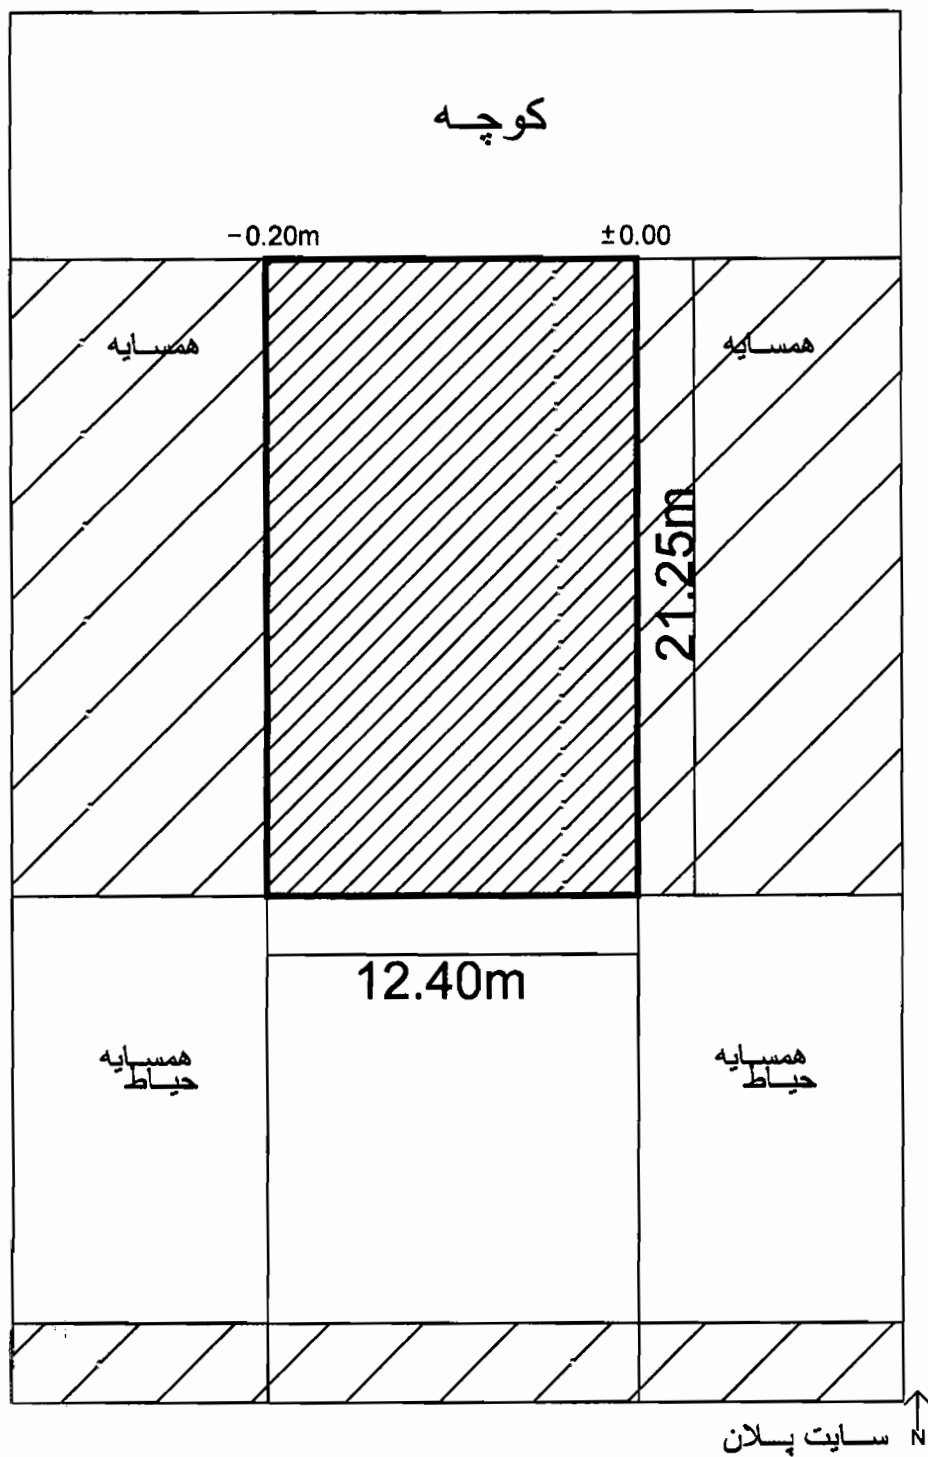 کوچه
-0.20m
±0.00
همسایه
همسایه
21.25m
12.40m
همسایه
حیاط
همسایه
حیاط
N
سایت پلان